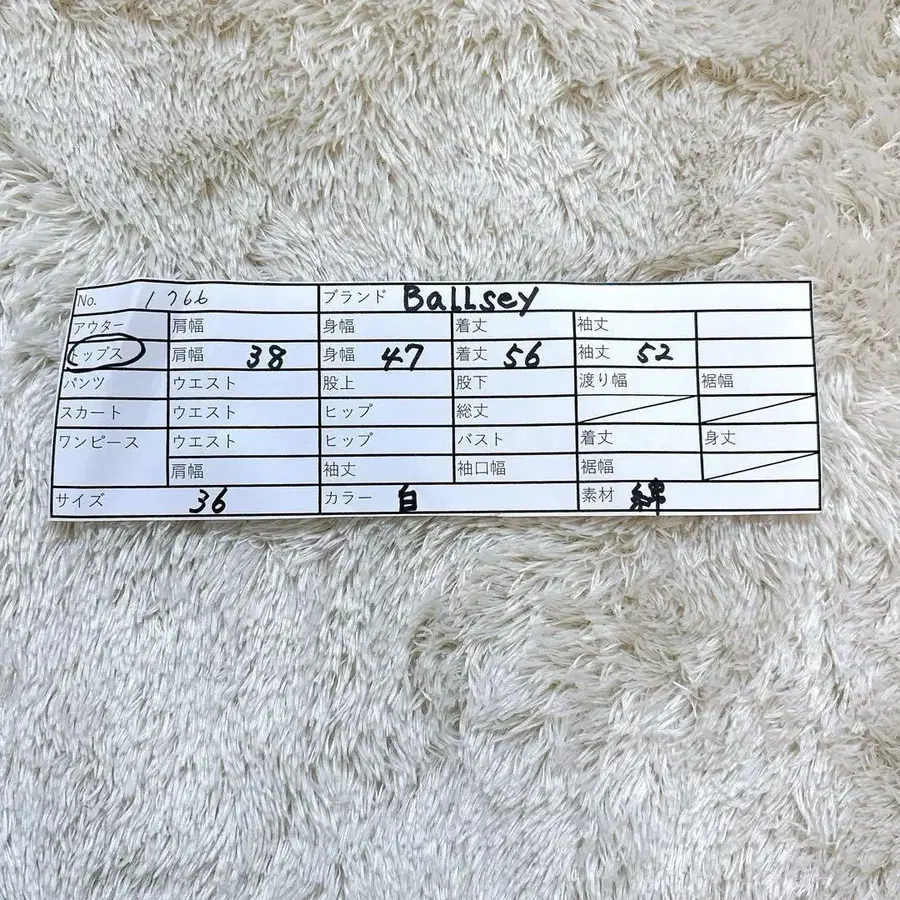 No. 1766 ブランド Ballsey
アウター 肩幅 身幅 着丈 袖丈
トップス 肩幅 38 身幅 47 着丈 56 袖丈 52
パンツ ウエスト 股上 股下 渡り幅 裾幅
スカート ウエスト ヒップ 総丈
ワンピース ウエスト ヒップ バスト 着丈 身丈
肩幅 袖丈 袖口幅 裾幅
サイズ 36 カラー 白 素材 綿